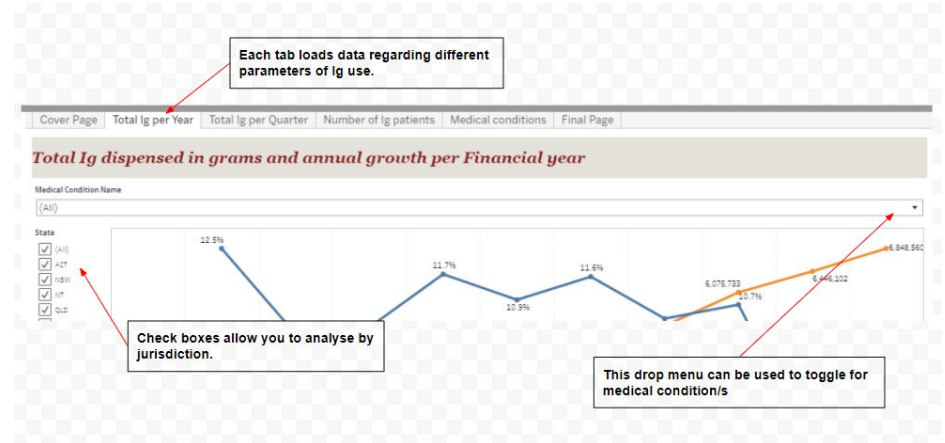 Each tab loads data regarding different
parameters of Ig use.
Cover Page Total Ig per Year Total Ig per Quarter Number of Ig patients Medical conditions Final Page
Total Ig dispensed in grams and annual growth per Financial year
Medical Condition Name
(All)
State
(All)
ACT
NSW
NT
QLD
12.5%
11.7%
10.9%
11.6%
6,075,733
10.7%
6,446,102
6,848,560
Check boxes allow you to analyse by
jurisdiction.
This drop menu can be used to toggle for
medical condition/s